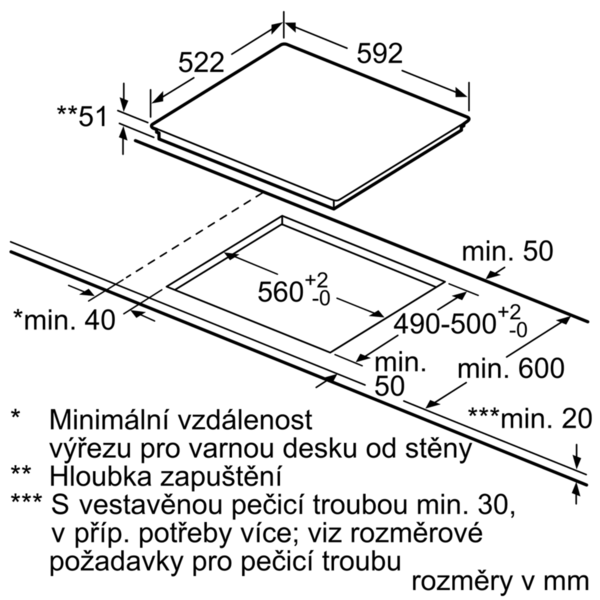 522
592
**51
min. 50
560 +2 -0
*min. 40
490-500 +2 -0
min.
50
min. 600
***min. 20
* Minimální vzdálenost
výřezu pro varnou desku od stěny
** Hloubka zapuštění
*** S vestavěnou pečicí troubou min. 30,
v příp. potřeby více; viz rozměrové
požadavky pro pečicí troubu
rozměry v mm